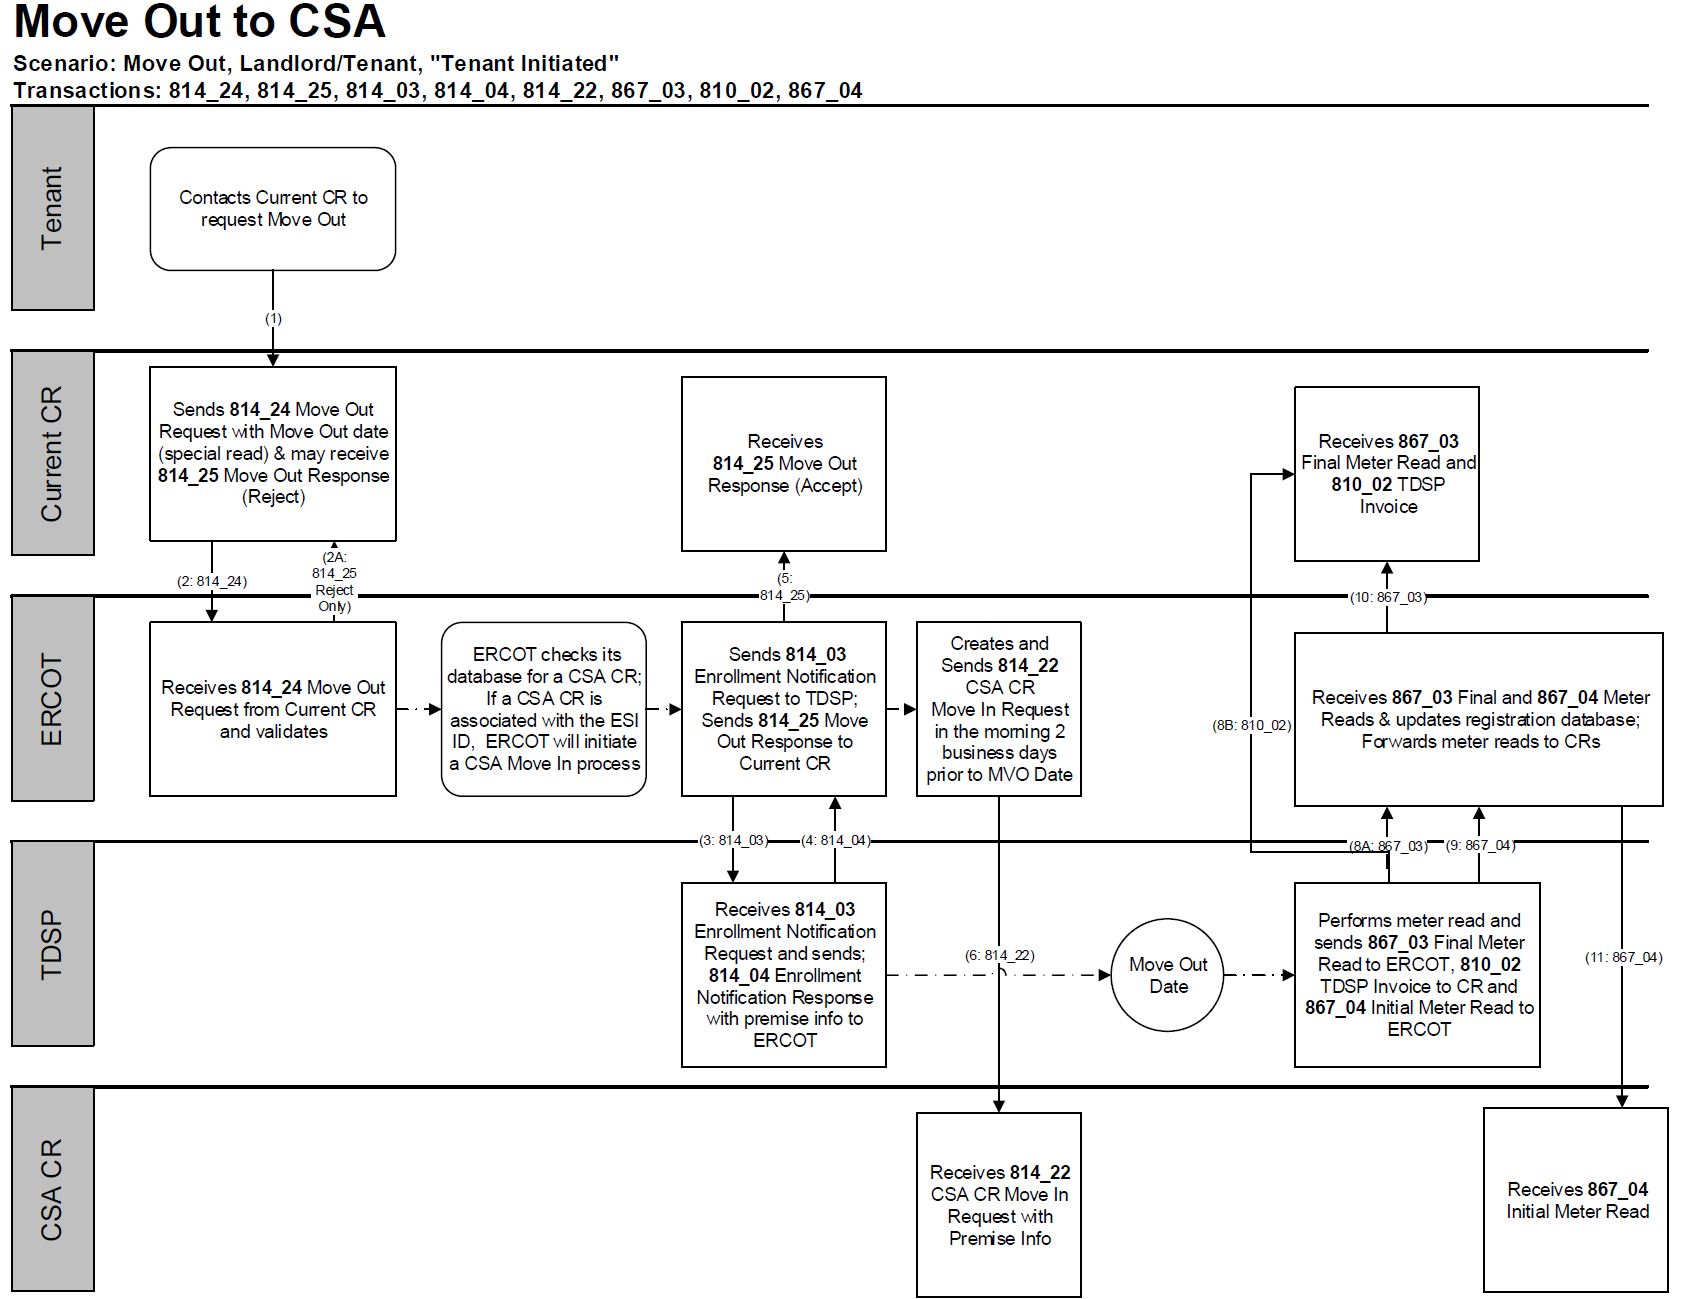 Move Out to CSA
Scenario: Move Out, Landlord/Tenant, "Tenant Initiated"
Transactions: 814_24, 814_25, 814_03, 814_04, 814_22, 867_03, 810_02, 867_04
Tenant
Contacts Current CR to
request Move Out
(1)
Current CR
Sends 814_24 Move Out
Request with Move Out date
(special read) & may receive
814_25 Move Out Response
(Reject)
Receives
814_25 Move Out
Response (Accept)
Receives 867_03
Final Meter Read and
810_02 TDSP
Invoice
(2: 814_24)
(2A:
814_25
Reject
Only)
(5:
814_25)
(10: 867_03)
ERCOT
Receives 814_24 Move Out
Request from Current CR
and validates
ERCOT checks its
database for a CSA CR;
If a CSA CR is
associated with the ESI
ID, ERCOT will initiate
a CSA Move In process
Sends 814_03
Enrollment Notification
Request to TDSP;
Sends 814_25 Move
Out Response to
Current CR
Creates and
Sends 814_22
CSA CR
Move In Request
in the morning 2
business days
prior to MVO Date
(8B: 810_02)
Receives 867_03 Final and 867_04 Meter
Reads & updates registration database;
Forwards meter reads to CRs
(3: 814_03)
(4: 814_04)
(8A: 867_03)
(9: 867_04)
TDSP
Receives 814_03
Enrollment Notification
Request and sends;
814_04 Enrollment
Notification Response
with premise info to
ERCOT
(6: 814_22)
Move Out
Date
Performs meter read and
sends 867_03 Final Meter
Read to ERCOT, 810_02
TDSP Invoice to CR and
867_04 Initial Meter Read to
ERCOT
(11: 867_04)
CSA CR
Receives 814_22
CSA CR Move In
Request with
Premise Info
Receives 867_04
Initial Meter Read